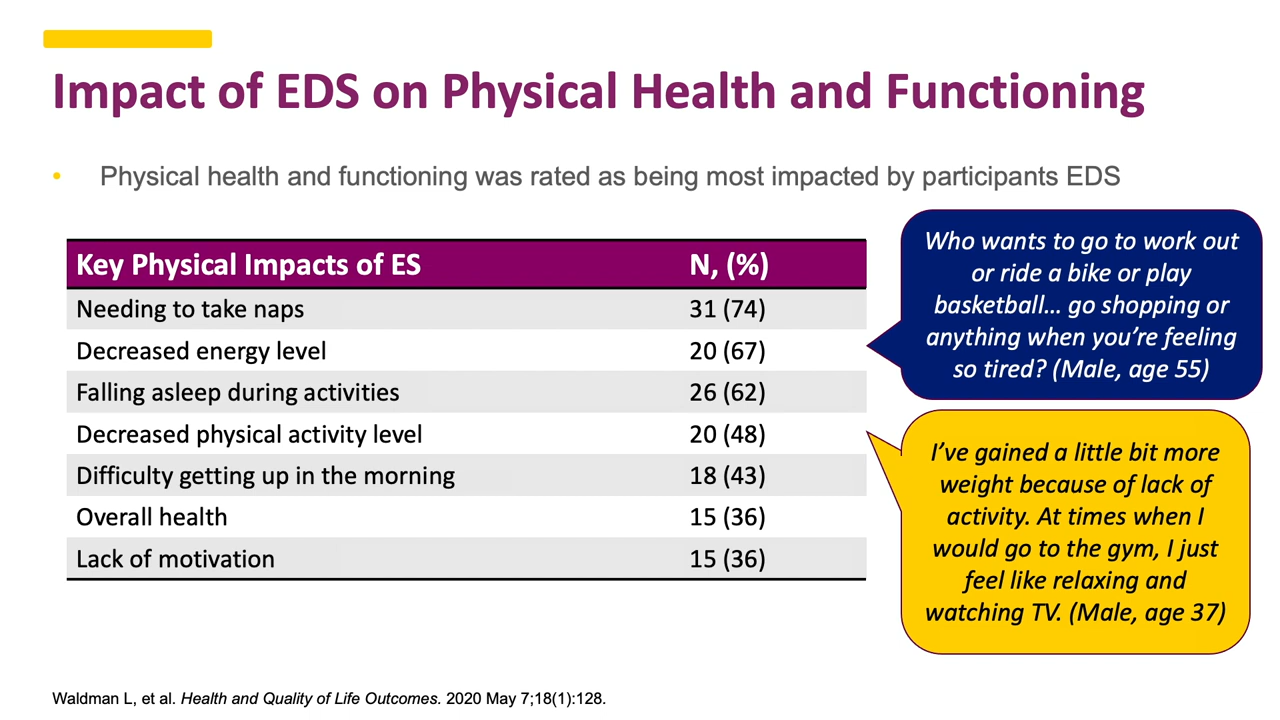 Impact of EDS on Physical Health and Functioning
• Physical health and functioning was rated as being most impacted by participants EDS
Key Physical Impacts of ES N, (%)
Needing to take naps 31 (74)
Decreased energy level 20 (67)
Falling asleep during activities 26 (62)
Decreased physical activity level 20 (48)
Difficulty getting up in the morning 18 (43)
Overall health 15 (36)
Lack of motivation 15 (36)
Who wants to go to work out
or ride a bike or play
basketball… go shopping or
anything when you’re feeling
so tired? (Male, age 55)
I’ve gained a little bit more
weight because of lack of
activity. At times when I
would go to the gym, I just
feel like relaxing and
watching TV. (Male, age 37)
Waldman L, et al. Health and Quality of Life Outcomes. 2020 May 7;18(1):128.